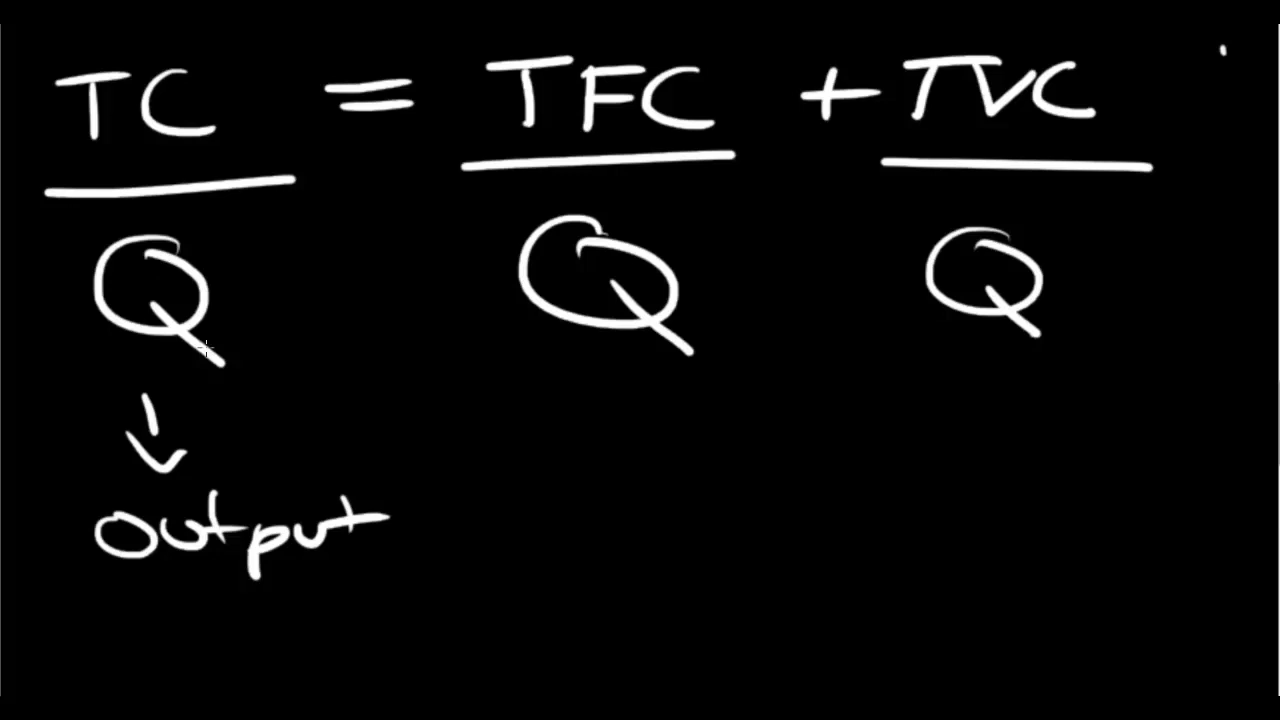 TC = TFC + TVC
Q Q Q
output